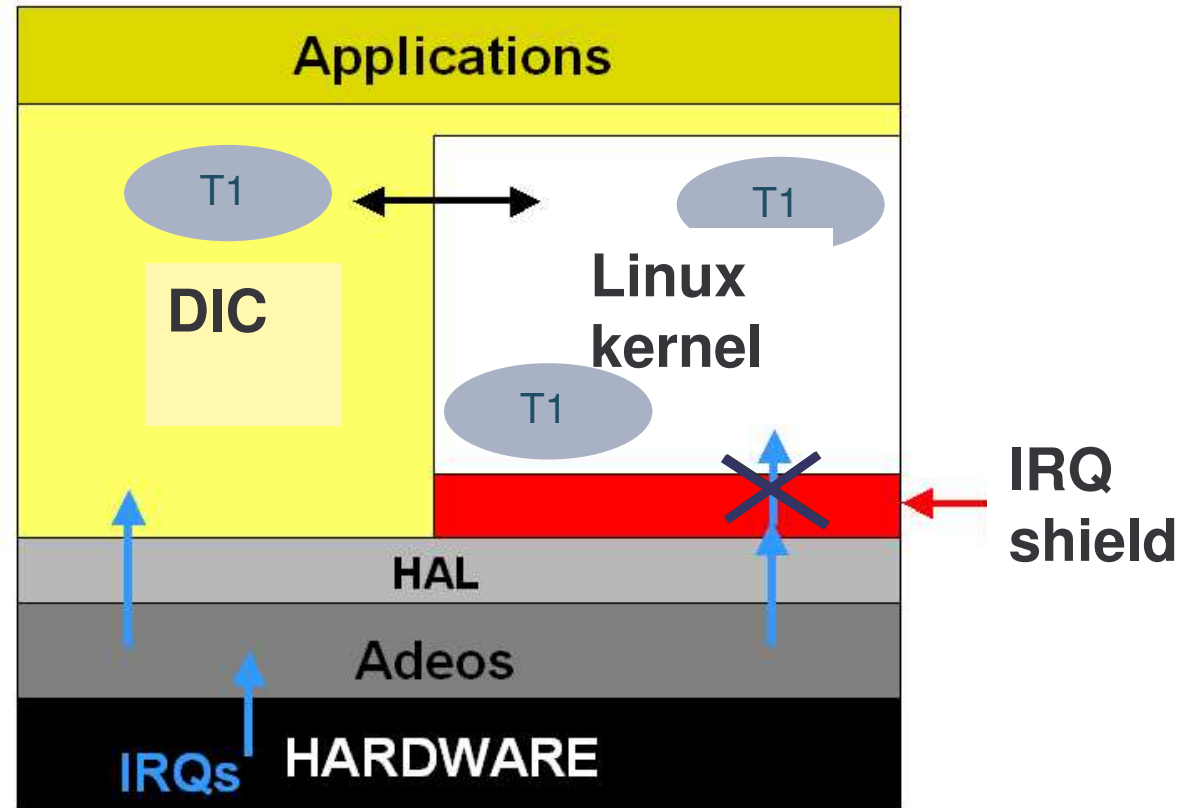 Applications
T1
T1
DIC
Linux
kernel
T1
IRQ
shield
HAL
Adeos
IRQs
HARDWARE